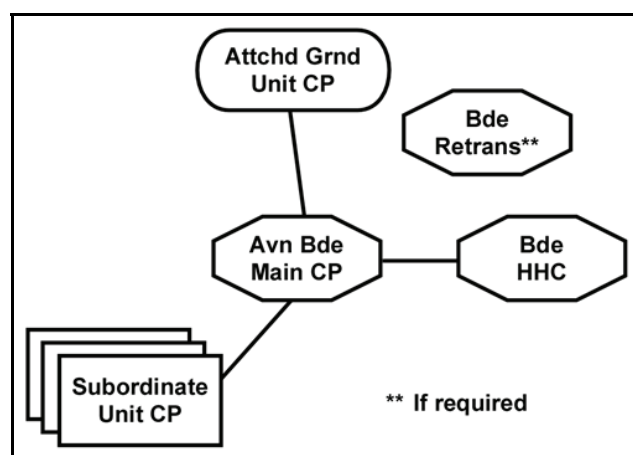 Attchd Grnd
Unit CP
Bde
Retrans**
Avn Bde
Main CP
Bde
HHC
Subordinate
Unit CP
** If required